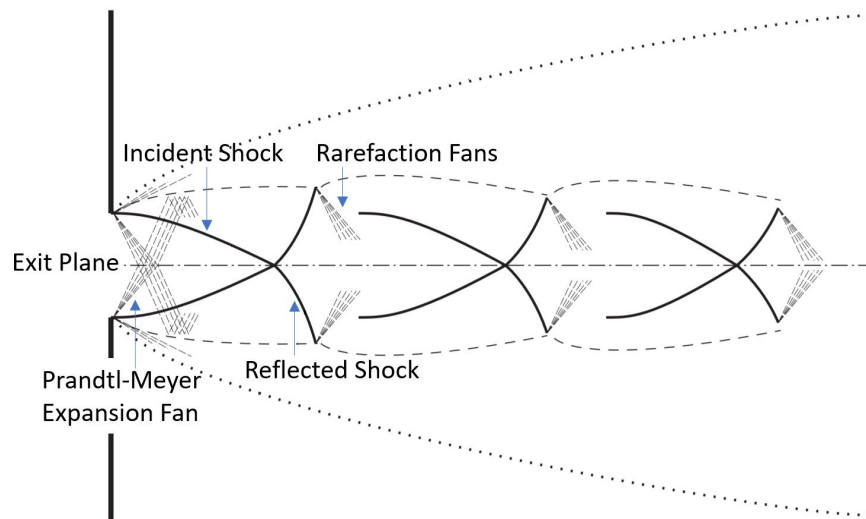 Incident Shock
Rarefaction Fans
Exit Plane
Prandtl-Meyer
Expansion Fan
Reflected Shock